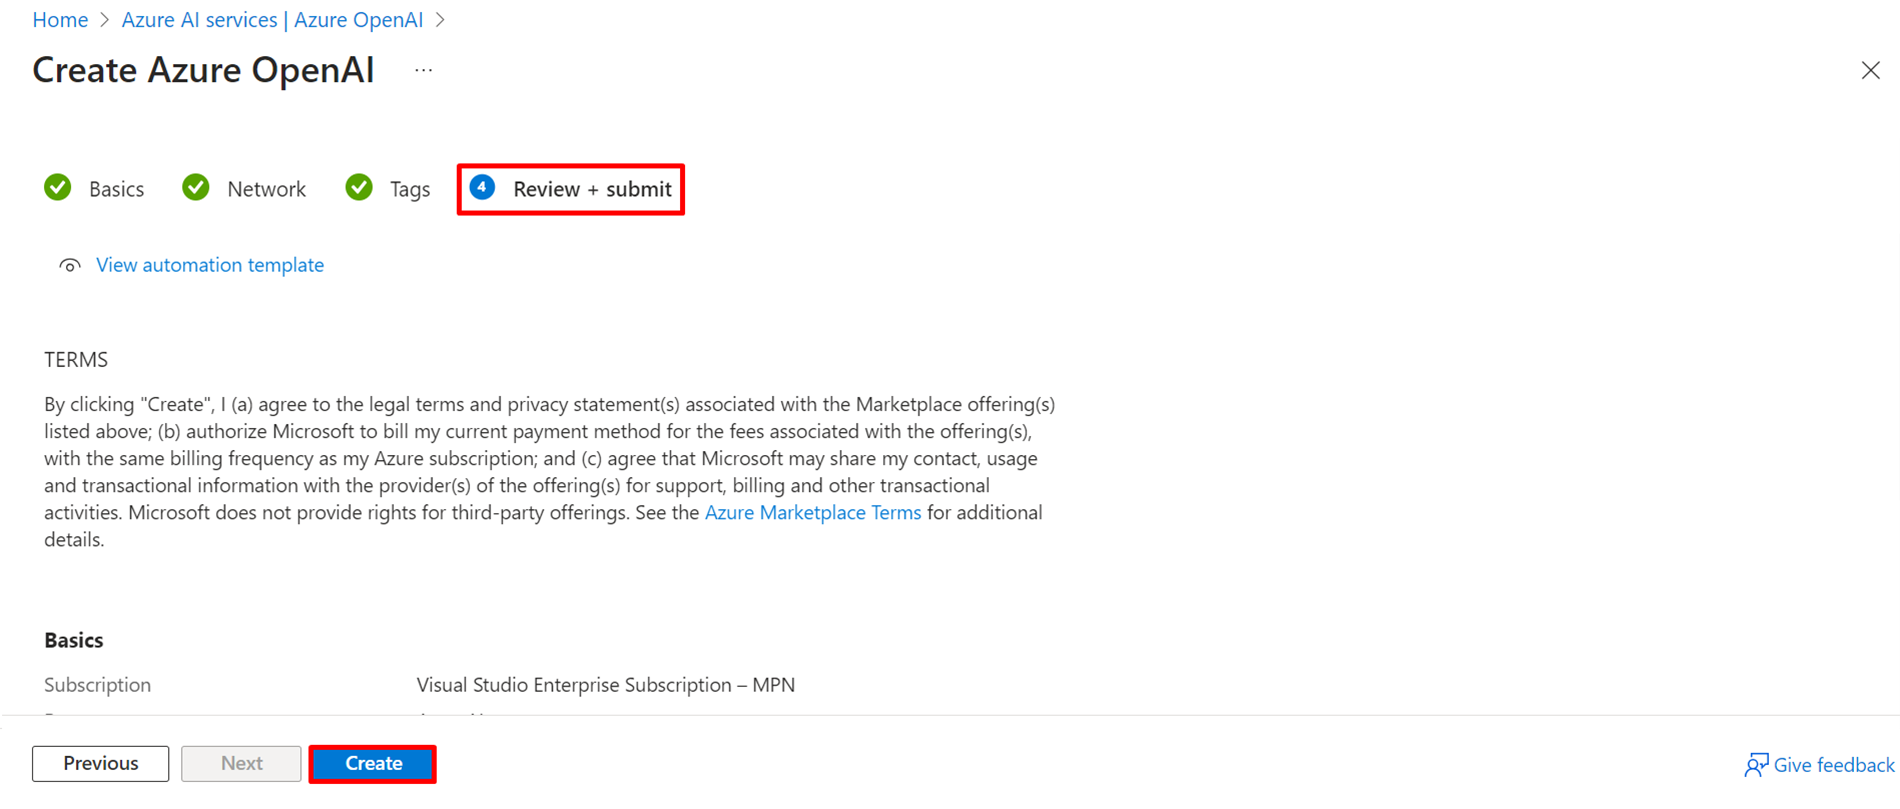 Home > Azure AI services | Azure OpenAI >
Create Azure OpenAI ...
Basics Network Tags 4 Review + submit
View automation template
TERMS
By clicking "Create", I (a) agree to the legal terms and privacy statement(s) associated with the Marketplace offering(s)
listed above; (b) authorize Microsoft to bill my current payment method for the fees associated with the offering(s),
with the same billing frequency as my Azure subscription; and (c) agree that Microsoft may share my contact, usage
and transactional information with the provider(s) of the offering(s) for support, billing and other transactional
activities. Microsoft does not provide rights for third-party offerings. See the Azure Marketplace Terms for additional
details.
Basics
Subscription Visual Studio Enterprise Subscription – MPN
Previous Next Create Give feedback